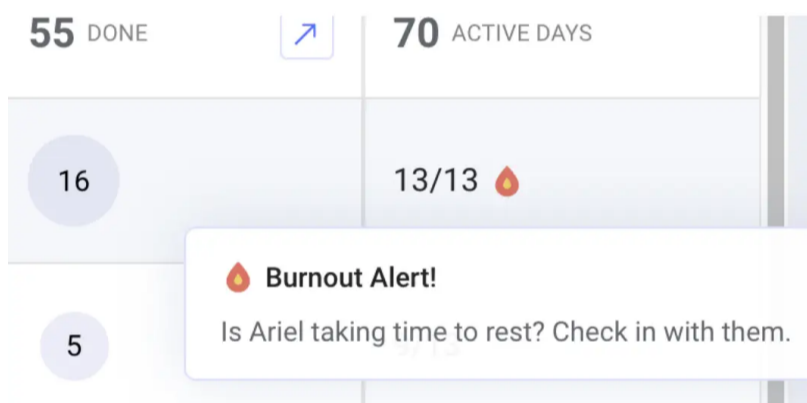 55 DONE
70 ACTIVE DAYS
16
13/13
Burnout Alert!
Is Ariel taking time to rest? Check in with them.
5